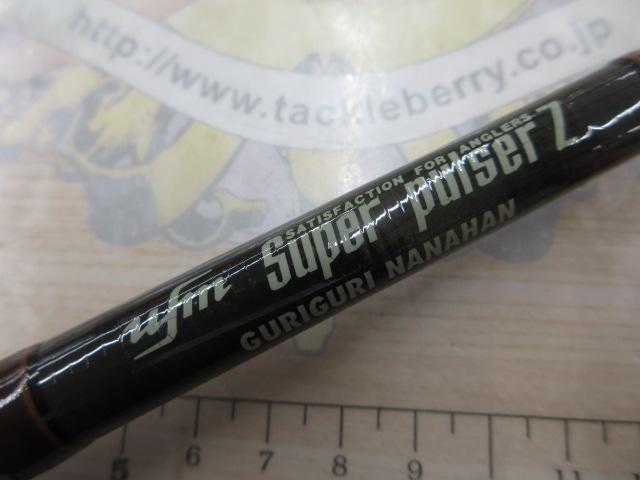 http://www.tackleberry.co.jp
SATISFACTION FOR ANGLERS
ufm Super pulser Z
GURIGURI NANAHAN
5 6 7 8 9 11 12